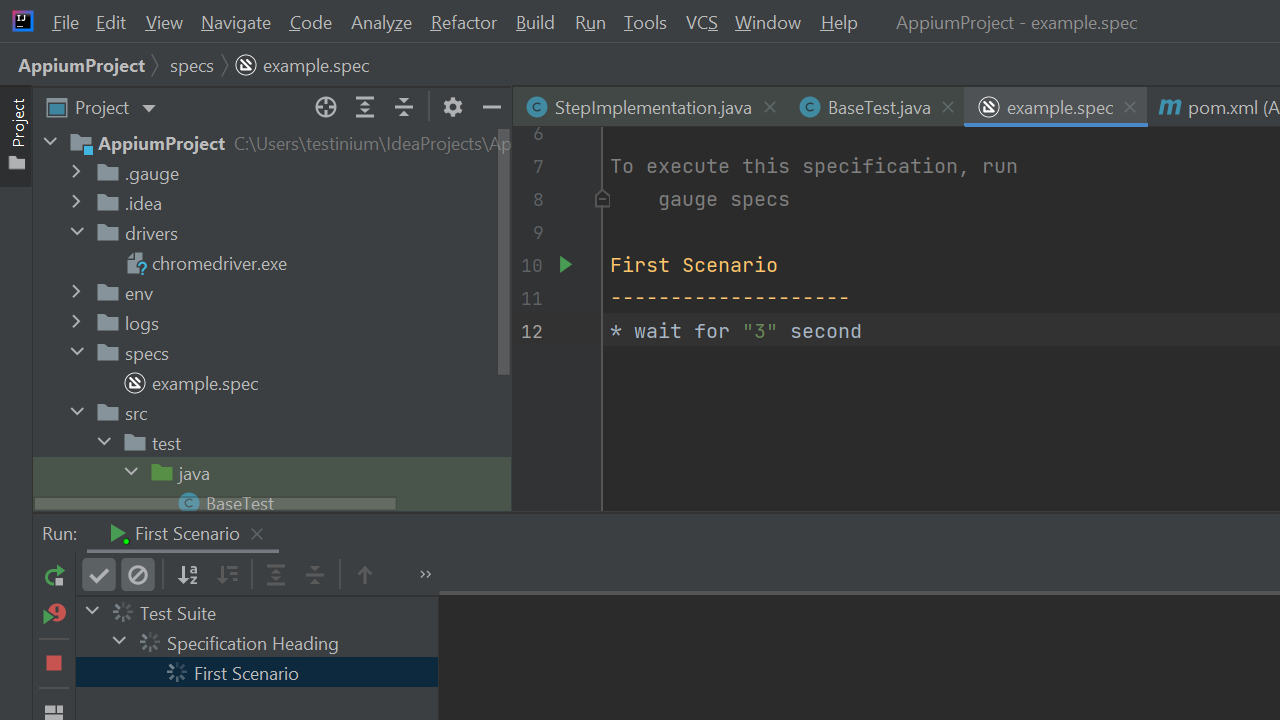 File Edit View Navigate Code Analyze Refactor Build Run Tools VCS Window Help AppiumProject - example.spec
AppiumProject specs example.spec
Project
Project
StepImplementation.java BaseTest.java example.spec pom.xml (A
AppiumProject C:\Users\testinium\IdeaProjects\Ap
.gauge
.idea
drivers
chromedriver.exe
env
logs
specs
example.spec
src
test
java
BaseTest
6
7 To execute this specification, run
8 gauge specs
9
10 First Scenario
11 --------------------
12 * wait for "3" second
Run: First Scenario
Test Suite
Specification Heading
First Scenario